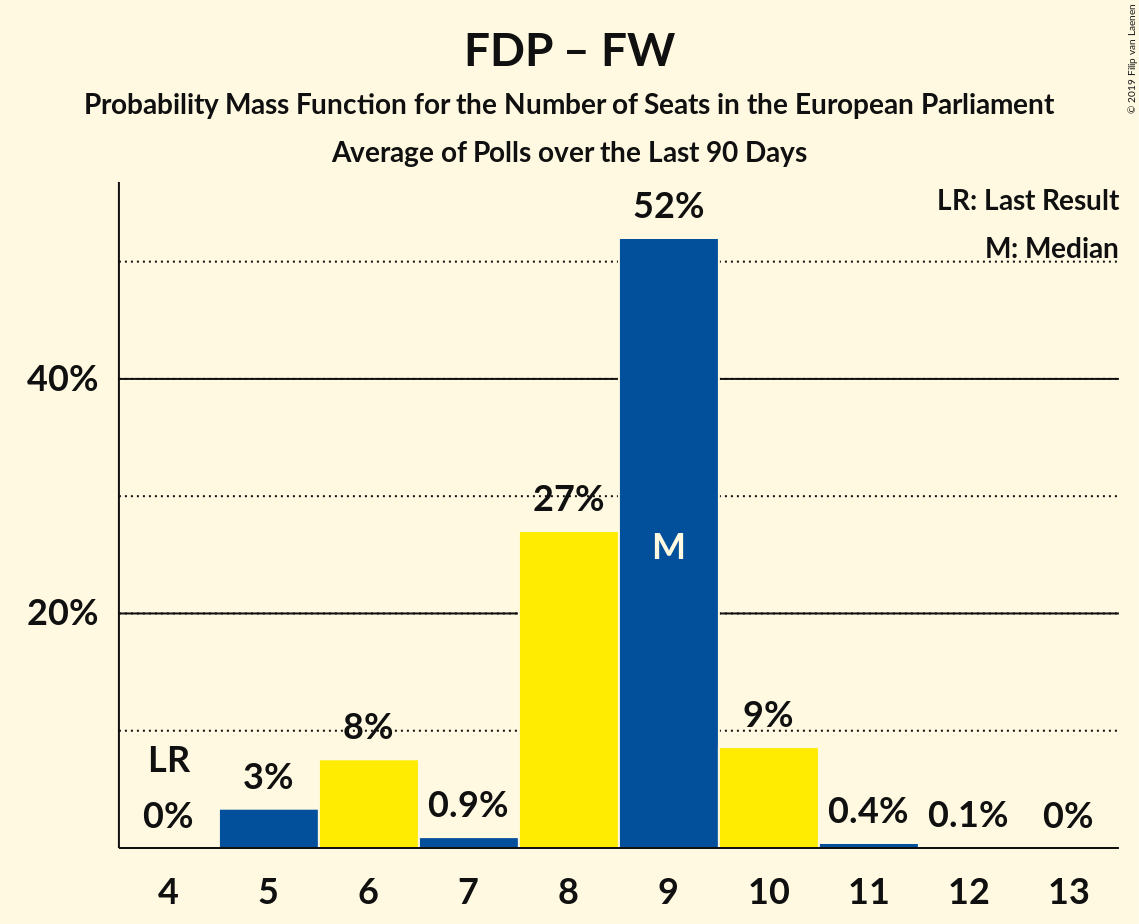 FDP – FW
Probability Mass Function for the Number of Seats in the European Parliament
Average of Polls over the Last 90 Days
© 2019 Filip van Laenen
LR: Last Result
M: Median
52%
40%
27%
M
20%
9%
8%
LR
3%
0.9%
0.4%
0.1%
0%
0%
4 5 6 7 8 9 10 11 12 13